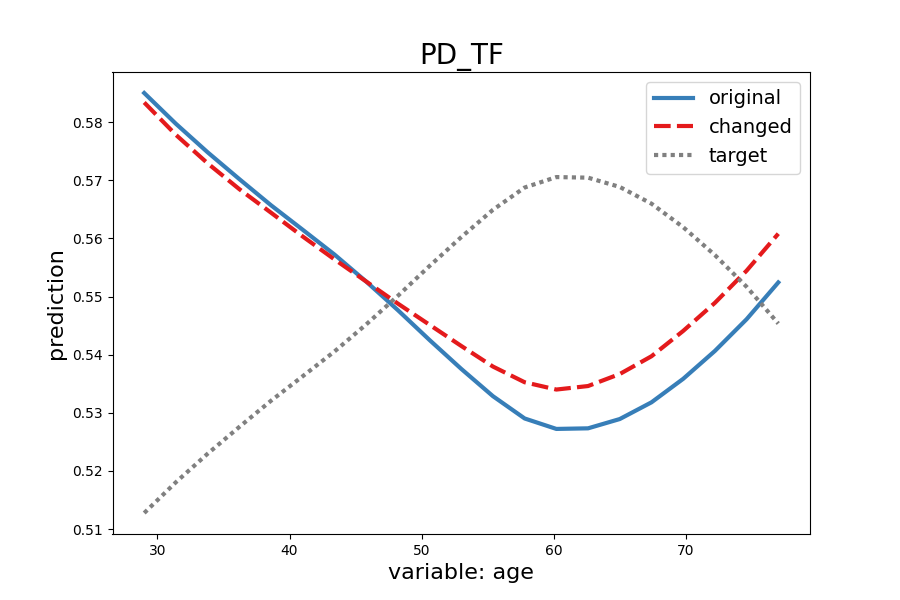 PD_TF
original
changed
target
prediction
0.58
0.57
0.56
0.55
0.54
0.53
0.52
0.51
30 40 50 60 70
variable: age